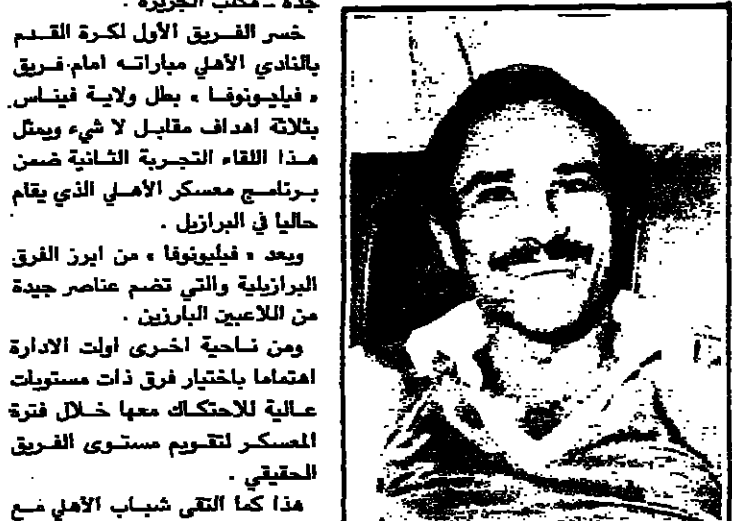 جدة - مكتب الجزيرة .
خسر الفريق الأول لكرة القدم
بالنادي الأهلي مباراته امام فريق
« فيليونوفا » بطل ولاية فيناس
بثلاثة اهداف مقابل لا شيء ويمثل
هذا اللقاء التجربة الثانية ضمن
برنامج معسكر الأهلي الذي يقام
حاليا في البرازيل .
ويعد « فيليونوفا » من ابرز الفرق
البرازيلية والتي تضم عناصر جيدة
من اللاعبين البارزين .
ومن ناحية اخرى اولت الادارة
اهتماما باختيار فرق ذات مستويات
عالية للاحتكاك معها خلال فترة
المعسكر لتقويم مستوى الفريق
الحقيقي .
هذا كما التقى شباب الأهلي مع